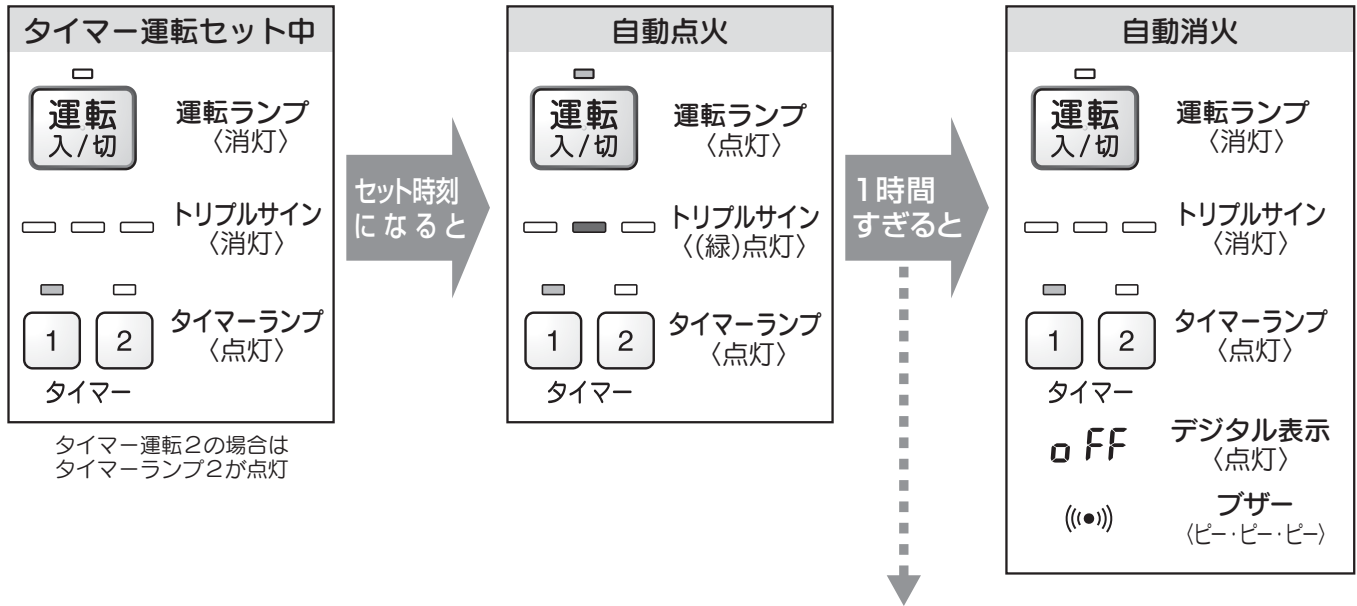 タイマー運転セット中
運転
入/切
運転ランプ
〈消灯〉
トリプルサイン
〈消灯〉
1 2
タイマー
タイマーランプ
〈点灯〉
タイマー運転2の場合は
タイマーランプ2が点灯
セット時刻
になると
自動点火
運転
入/切
運転ランプ
〈点灯〉
トリプルサイン
〈(緑)点灯〉
1 2
タイマー
タイマーランプ
〈点灯〉
1時間
すぎると
自動消火
運転
入/切
運転ランプ
〈消灯〉
トリプルサイン
〈消灯〉
1 2
タイマー
タイマーランプ
〈点灯〉
oFF
デジタル表示
〈点灯〉
ブザー
〈ピー・ピー・ピー〉